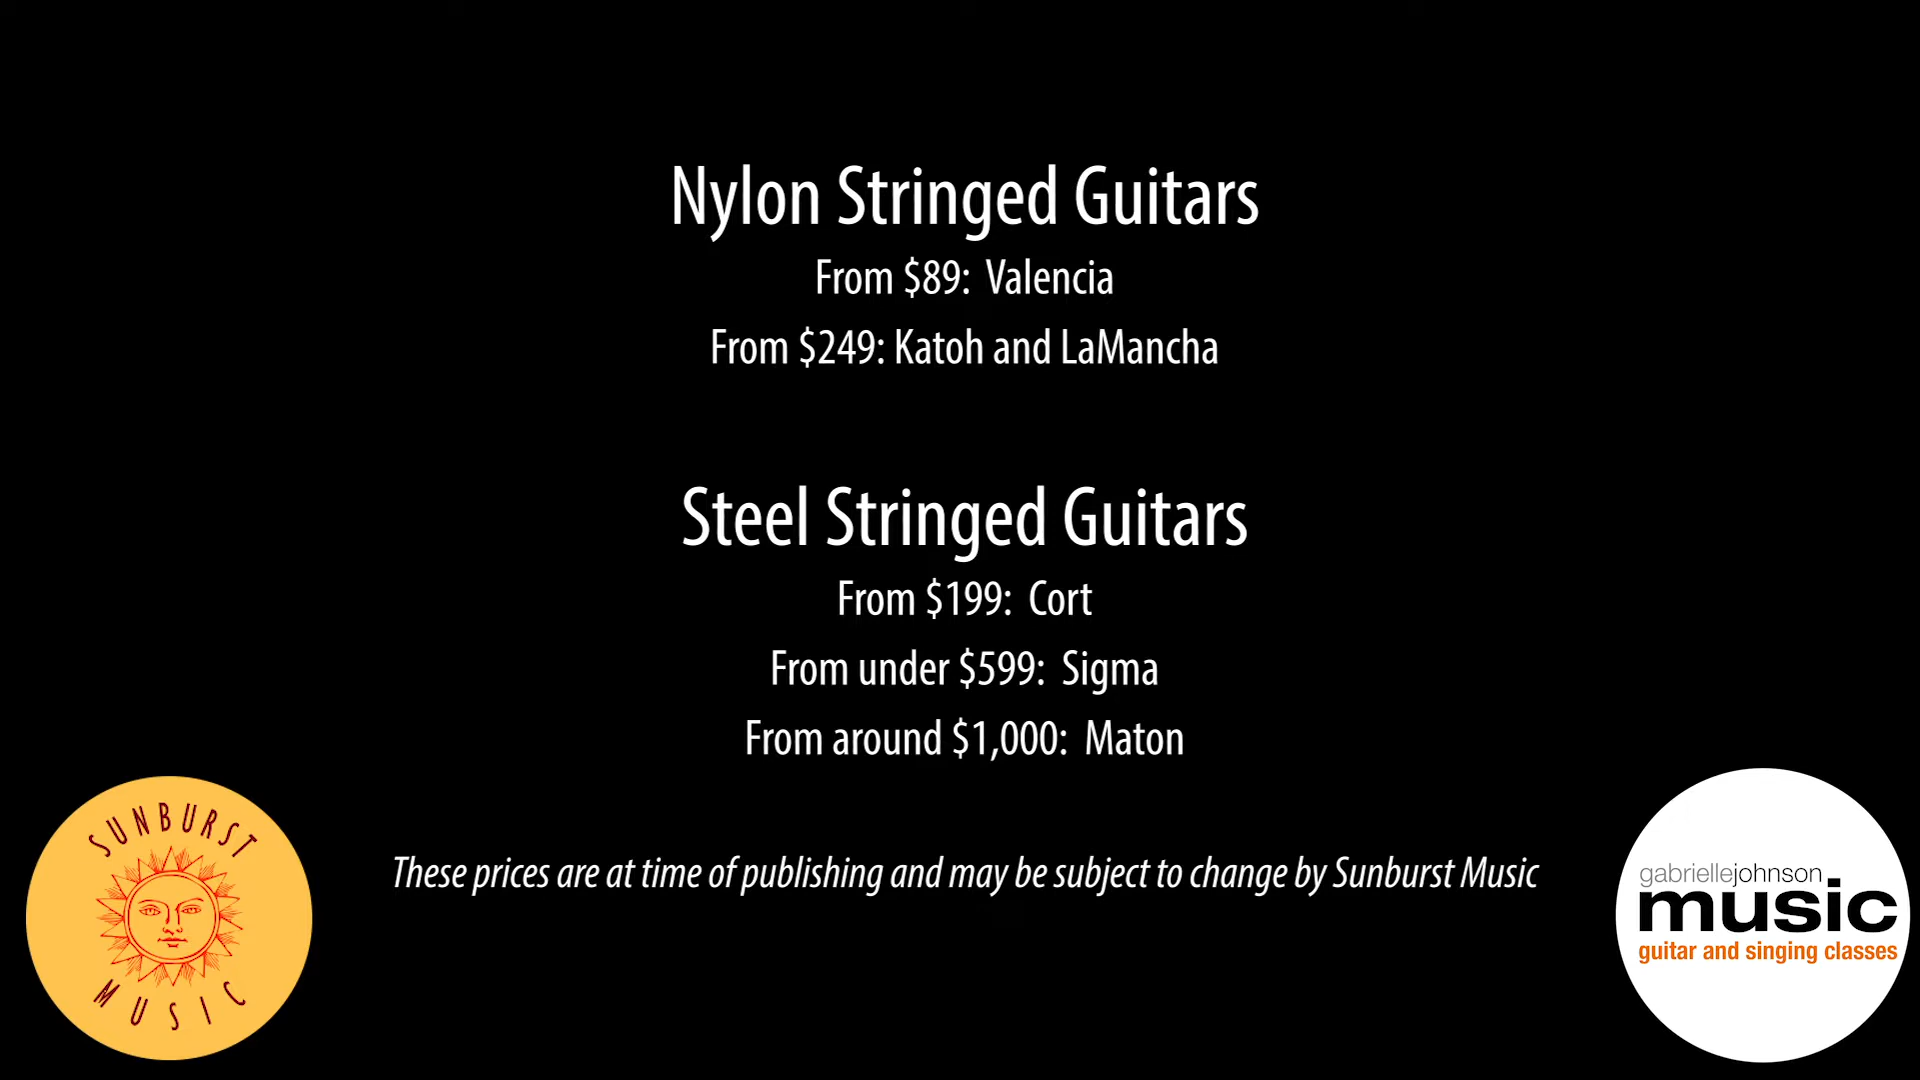 Nylon Stringed Guitars
From $89:  Valencia
From $249: Katoh and LaMancha
Steel Stringed Guitars
From $199:  Cort
From under $599:  Sigma
From around $1,000:  Maton
These prices are at time of publishing and may be subject to change by Sunburst Music
SUNBURST
MUSIC
gabriellejohnson
music
guitar and singing classes